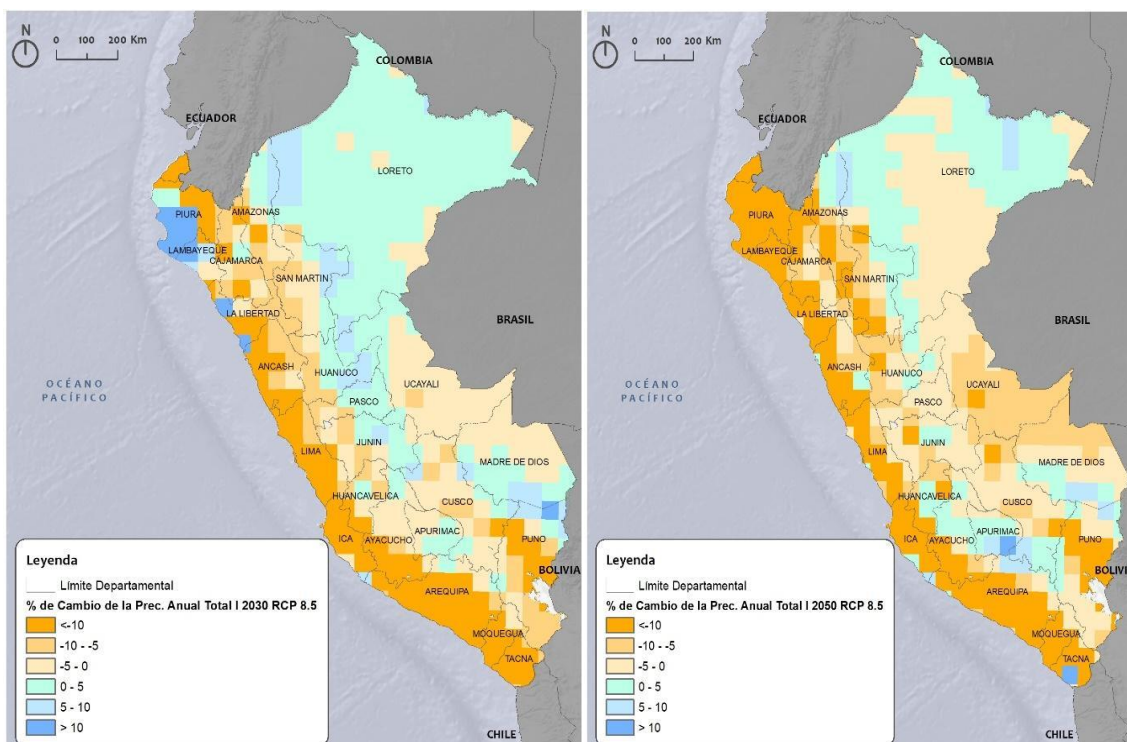 N
0 100 200 Km
COLOMBIA
ECUADOR
LORETO
PIURA
AMAZONAS
LAMBAYEQUE
CAJAMARCA
SAN MARTIN
LA LIBERTAD
BRASIL
ANCASH
HUANUCO
UCAYALI
OCÉANO
PACÍFICO
PASCO
JUNIN
LIMA
MADRE DE DIOS
HUANCAVELICA
CUSCO
APURIMAC
ICA
AYACUCHO
PUNO
BOLIVIA
AREQUIPA
MOQUEGUA
TACNA
CHILE
Leyenda
Límite Departamental
% de Cambio de la Prec. Anual Total I 2030 RCP 8.5
<-10
-10 - -5
-5 - 0
0 - 5
5 - 10
> 10
N
0 100 200 Km
COLOMBIA
ECUADOR
LORETO
PIURA
AMAZONAS
LAMBAYEQUE
CAJAMARCA
SAN MARTIN
LA LIBERTAD
BRASIL
ANCASH
HUANUCO
UCAYALI
OCÉANO
PACÍFICO
PASCO
JUNIN
LIMA
MADRE DE DIOS
HUANCAVELICA
CUSCO
APURIMAC
ICA
AYACUCHO
PUNO
BOLIVI
AREQUIPA
MOQUEGUA
TACNA
CHILE
Leyenda
Límite Departamental
% de Cambio de la Prec. Anual Total I 2050 RCP 8.5
<-10
-10 - -5
-5 - 0
0 - 5
5 - 10
> 10